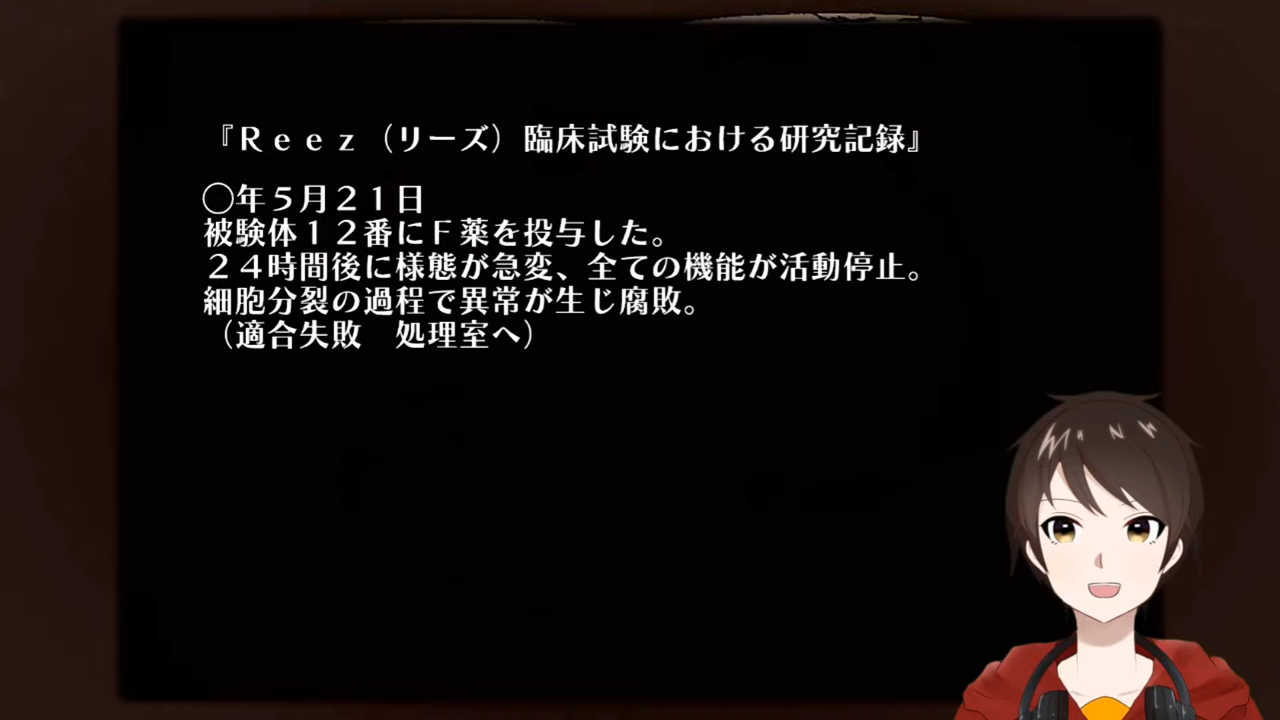 『Ｒｅｅｚ（リーズ）臨床試験における研究記録』
◯年５月２１日
被験体１２番にＦ薬を投与した。
２４時間後に様態が急変、全ての機能が活動停止。
細胞分裂の過程で異常が生じ腐敗。
（適合失敗　処理室へ）